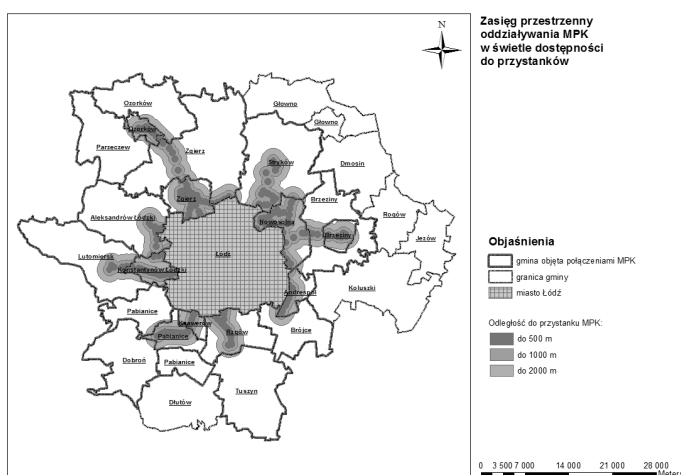 Zasięg przestrzenny
oddziaływania MPK
w świetle dostępności
do przystanków
N
Ozorków
Głowno
Ozorków
Głowno
Parzęczew
Zgierz
Stryków
Dmosin
Zgierz
Brzeziny
Aleksandrów Łódzki
Nowosolna
Rogów
Brzeziny
Jeżów
Łódź
Lutomiersk
Konstantynów Łódzki
Andrespol
Koluszki
Pabianice
Ksawerów
Rzgów
Brójce
Pabianice
Dobroń
Pabianice
Tuszyn
Dłutów
Objaśnienia
gmina objęta połączeniami MPK
granica gminy
miasto Łódź
Odległość do przystanku MPK:
do 500 m
do 1000 m
do 2000 m
0 3 500 7 000 14 000 21 000 28 000
Meters